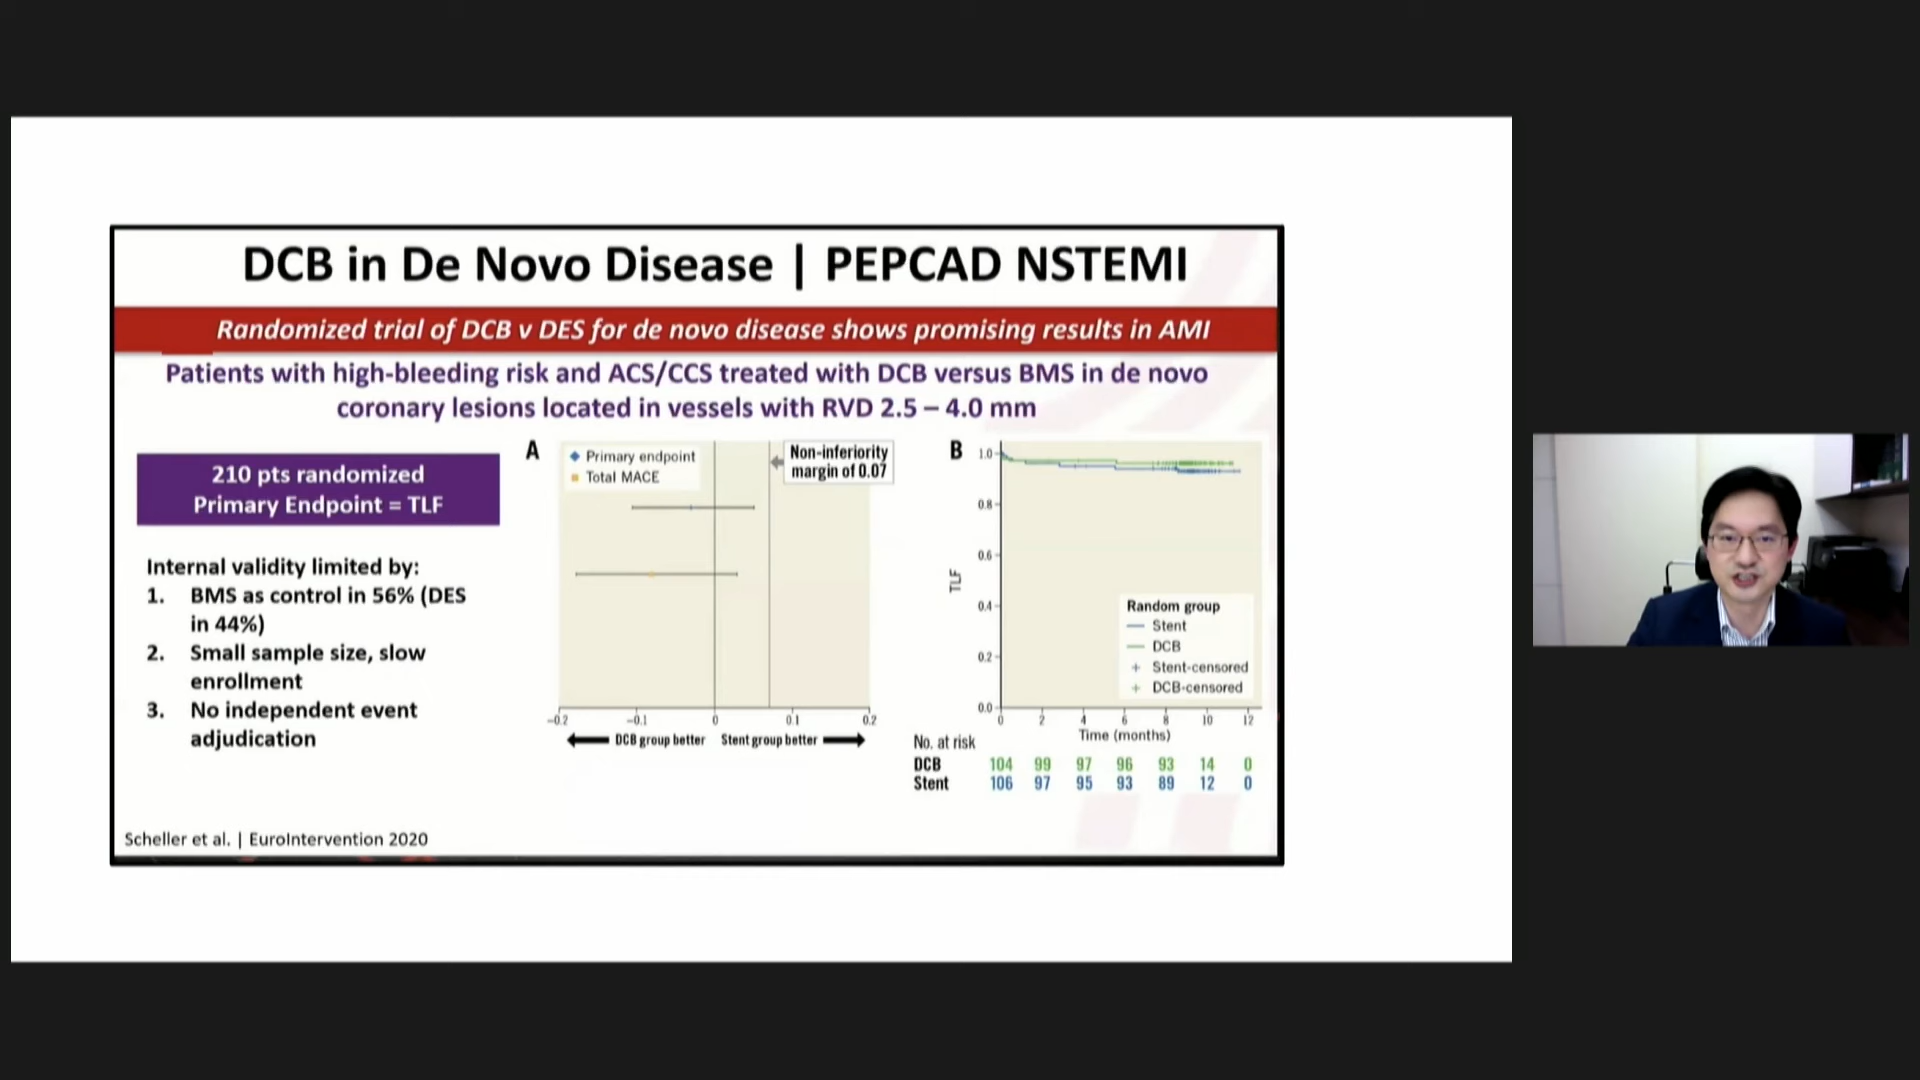 DCB in De Novo Disease | PEPCAD NSTEMI
Randomized trial of DCB v DES for de novo disease shows promising results in AMI
Patients with high-bleeding risk and ACS/CCS treated with DCB versus BMS in de novo
coronary lesions located in vessels with RVD 2.5 – 4.0 mm
210 pts randomized
Primary Endpoint = TLF
Internal validity limited by:
1. BMS as control in 56% (DES
in 44%)
2. Small sample size, slow
enrollment
3. No independent event
adjudication
A
Primary endpoint
Total MACE
Non-inferiority
margin of 0.07
−0.2 −0.1 0 0.1 0.2
DCB group better Stent group better
B
1.0
0.8
0.6
0.4
0.2
0.0
TLF
Random group
Stent
DCB
Stent-censored
DCB-censored
0 2 4 6 8 10 12
Time (months)
No. at risk
DCB 104 99 97 96 93 14 0
Stent 106 97 95 93 89 12 0
Scheller et al. | EuroIntervention 2020